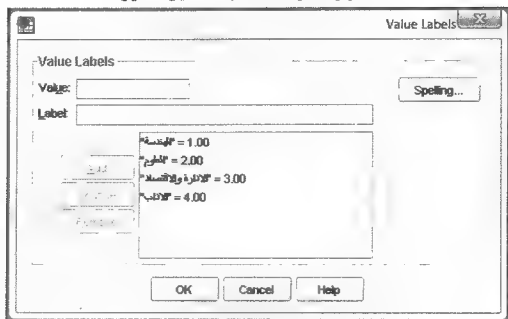 Value Labels
Value Labels
Value:
Spelling...
Label:
1.00 = "الهندسة"
2.00 = "العلوم"
3.00 = "الادارة والاقتصاد"
4.00 = "الاداب"
OK Cancel Help